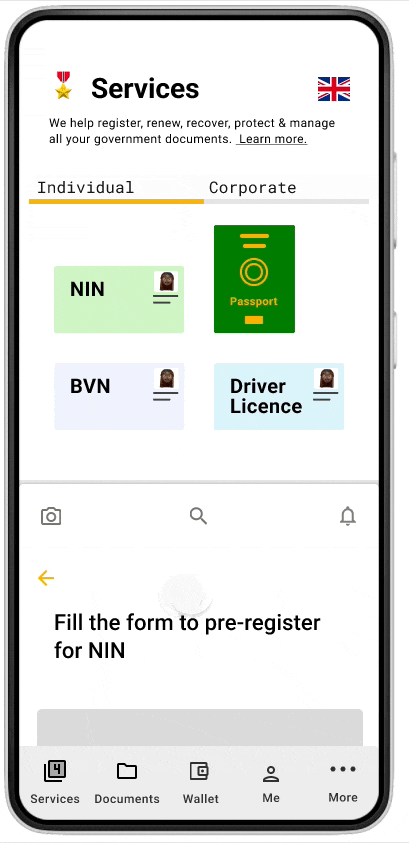 Services
We help register, renew, recover, protect & manage
all your government documents. Learn more.
Individual
Corporate
NIN
Passport
BVN
Driver
Licence
Fill the form to pre-register
for NIN
4
Services
Documents
Wallet
Me
More